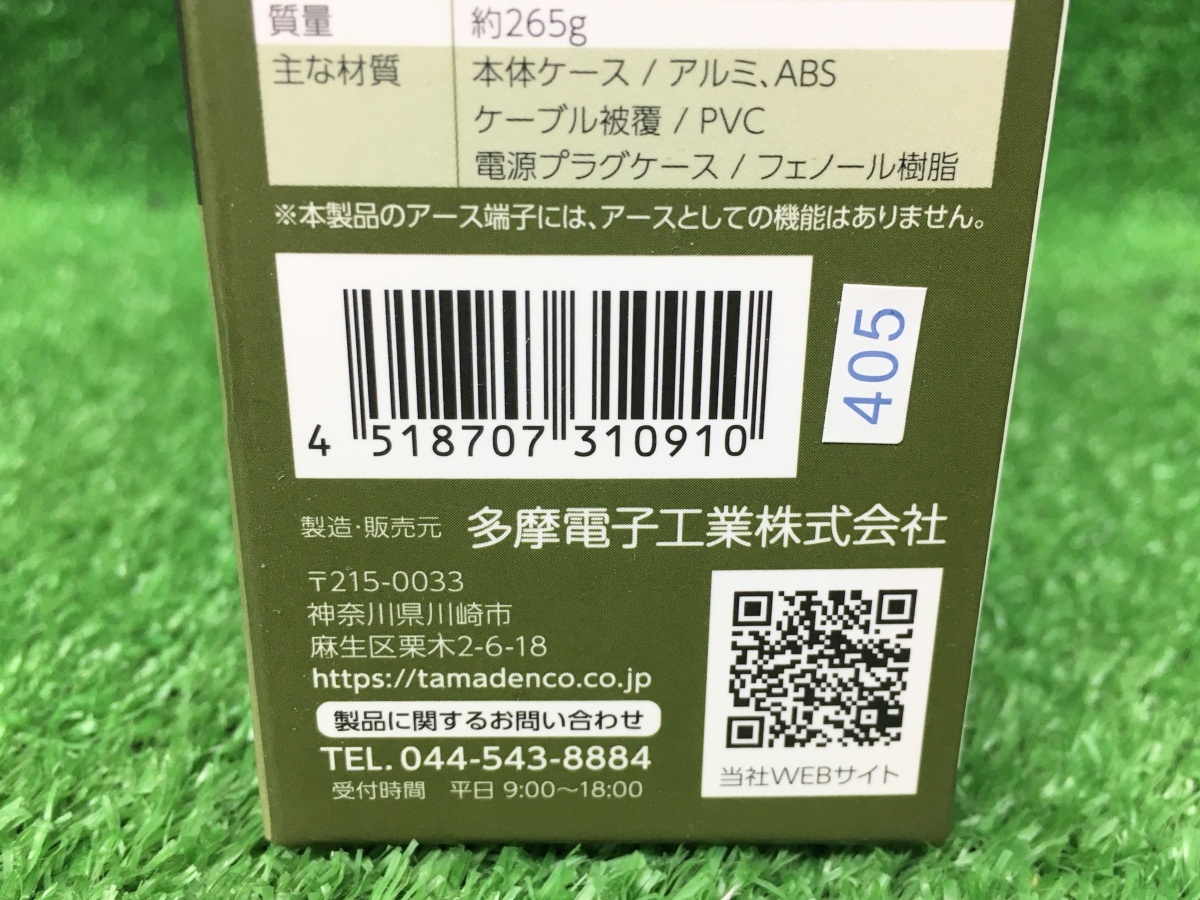 質量 約265g
主な材質 本体ケース / アルミ、ABS
ケーブル被覆 / PVC
電源プラグケース / フェノール樹脂
※本製品のアース端子には、アースとしての機能はありません。
405
4 518707 310910
製造・販売元 多摩電子工業株式会社
〒215-0033
神奈川県川崎市
麻生区栗木2-6-18
https://tamadenco.co.jp
製品に関するお問い合わせ
TEL. 044-543-8884
受付時間 平日 9:00〜18:00
当社WEBサイト